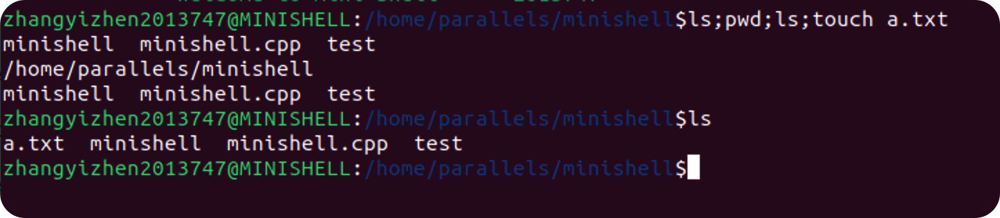 zhangyizhen2013747@MINISHELL:/home/parallels/minishell$ls;pwd;ls;touch a.txt
minishell  minishell.cpp  test
/home/parallels/minishell
minishell  minishell.cpp  test
zhangyizhen2013747@MINISHELL:/home/parallels/minishell$ls
a.txt  minishell  minishell.cpp  test
zhangyizhen2013747@MINISHELL:/home/parallels/minishell$